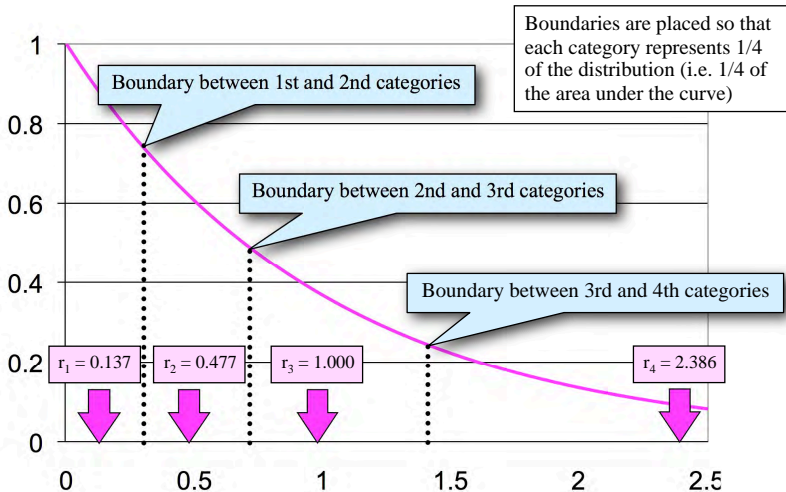 Boundaries are placed so that
each category represents 1/4
of the distribution (i.e. 1/4 of
the area under the curve)
1
Boundary between 1st and 2nd categories
0.8
Boundary between 2nd and 3rd categories
0.6
0.4
Boundary between 3rd and 4th categories
0.2
r₁ = 0.137
r₂ = 0.477
r₃ = 1.000
r₄ = 2.386
0
0
0.5
1
1.5
2
2.5